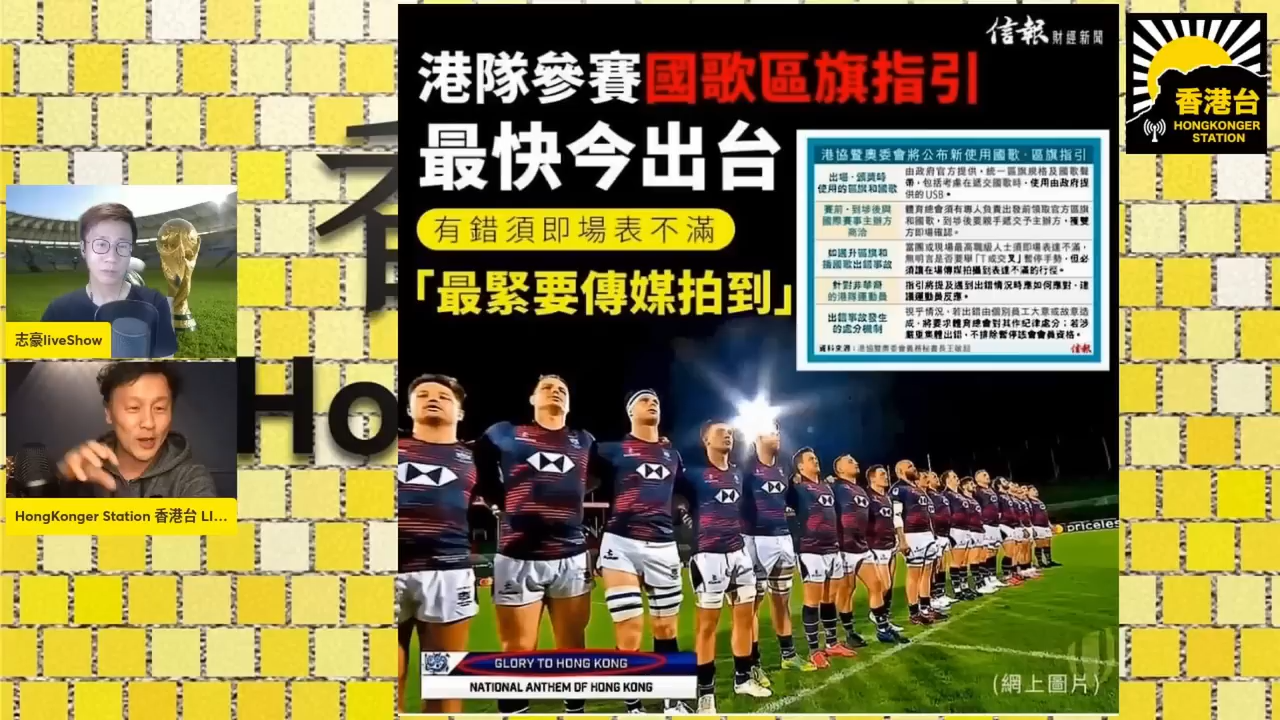 信報 財經新聞
港隊參賽國歌區旗指引
最快今出台
有錯須即場表不滿
「最緊要傳媒拍到」
港協暨奧委會將公布新使用國歌、區旗指引
出場、頒獎時
使用的區旗和國歌
由政府官方提供,統一區旗規格及國歌聲
帶,包括考慮在遞交國歌時,使用由政府提
供的USB。
賽前、到埗後與
國際賽事主辦方
商洽
體育總會須有專人負責出發前領取官方區旗
和國歌,到埗後要親手遞交予主辦方,獲雙
方即場確認。
如遇升區旗和
播國歌出錯事故
當團或現場最高職級人士須即場表達不滿,
無明言是否要舉「T或交叉」暫停手勢,但必
須讓在場傳媒拍攝到表達不滿的行徑。
針對非華裔
的港隊運動員
指引將提及遇到出錯情況時應如何應對,建
議運動員反應。
出錯事故發生
的處分機制
視乎情況,若出錯由個別員工大意或故意造
成,將要求體育總會對其作紀律處分;若涉
嚴重集體出錯,不排除暫停該會會員資格。
資料來源:港協暨奧委會義務秘書長王敏超
信報
香港台
HONGKONGER
STATION
志豪liveShow
HongKonger Station 香港台 LI...
Ho
priceles
GLORY TO HONG KONG
NATIONAL ANTHEM OF HONG KONG
(網上圖片)